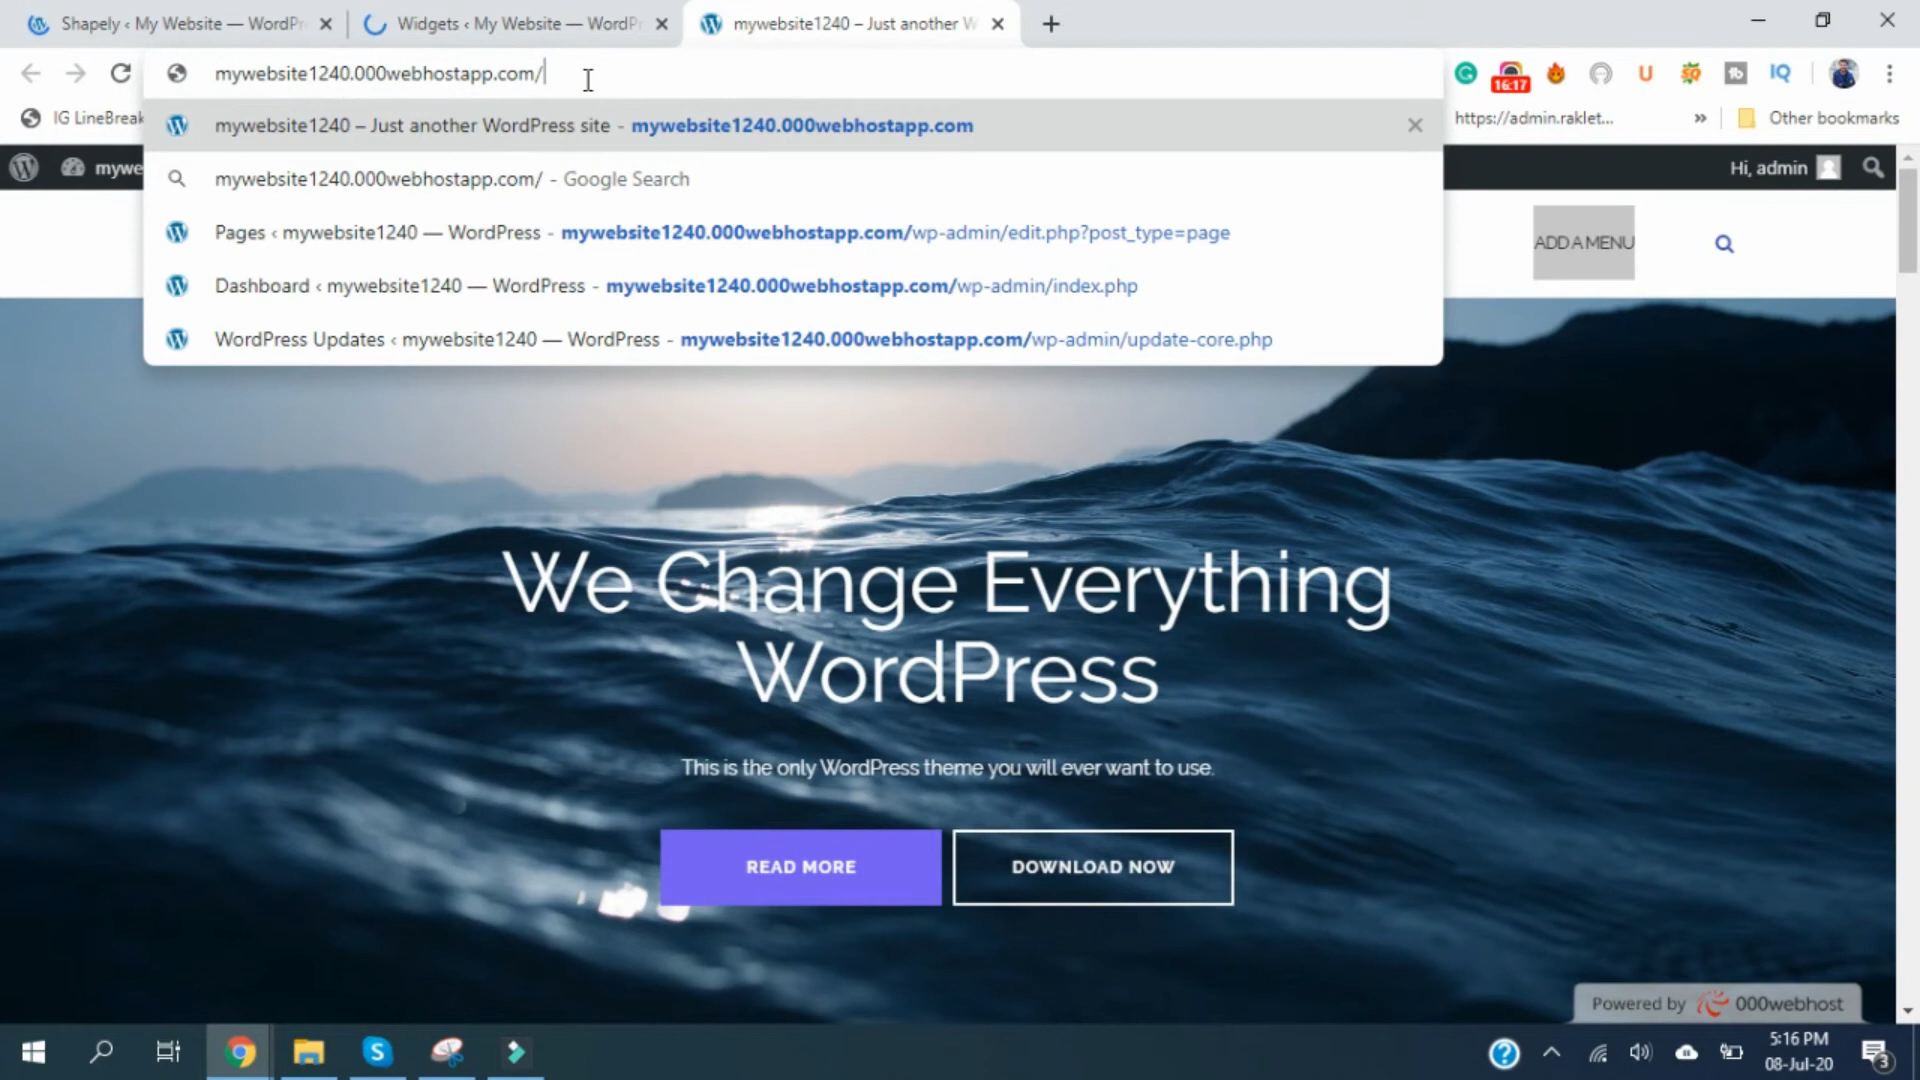 Shapely ‹ My Website — WordPr
Widgets ‹ My Website — WordPr
mywebsite1240 – Just another W
mywebsite1240.000webhostapp.com/
16:17
IG LineBreak
https://admin.raklet...
»
Other bookmarks
mywebsite1240 – Just another WordPress site - mywebsite1240.000webhostapp.com
mywebsite1240.000webhostapp.com/ - Google Search
Pages ‹ mywebsite1240 — WordPress - mywebsite1240.000webhostapp.com/wp-admin/edit.php?post_type=page
Dashboard ‹ mywebsite1240 — WordPress - mywebsite1240.000webhostapp.com/wp-admin/index.php
WordPress Updates ‹ mywebsite1240 — WordPress - mywebsite1240.000webhostapp.com/wp-admin/update-core.php
mywe
Hi, admin
ADD A MENU
We Change Everything
WordPress
This is the only WordPress theme you will ever want to use.
READ MORE
DOWNLOAD NOW
Powered by 000webhost
5:16 PM
08-Jul-20
3